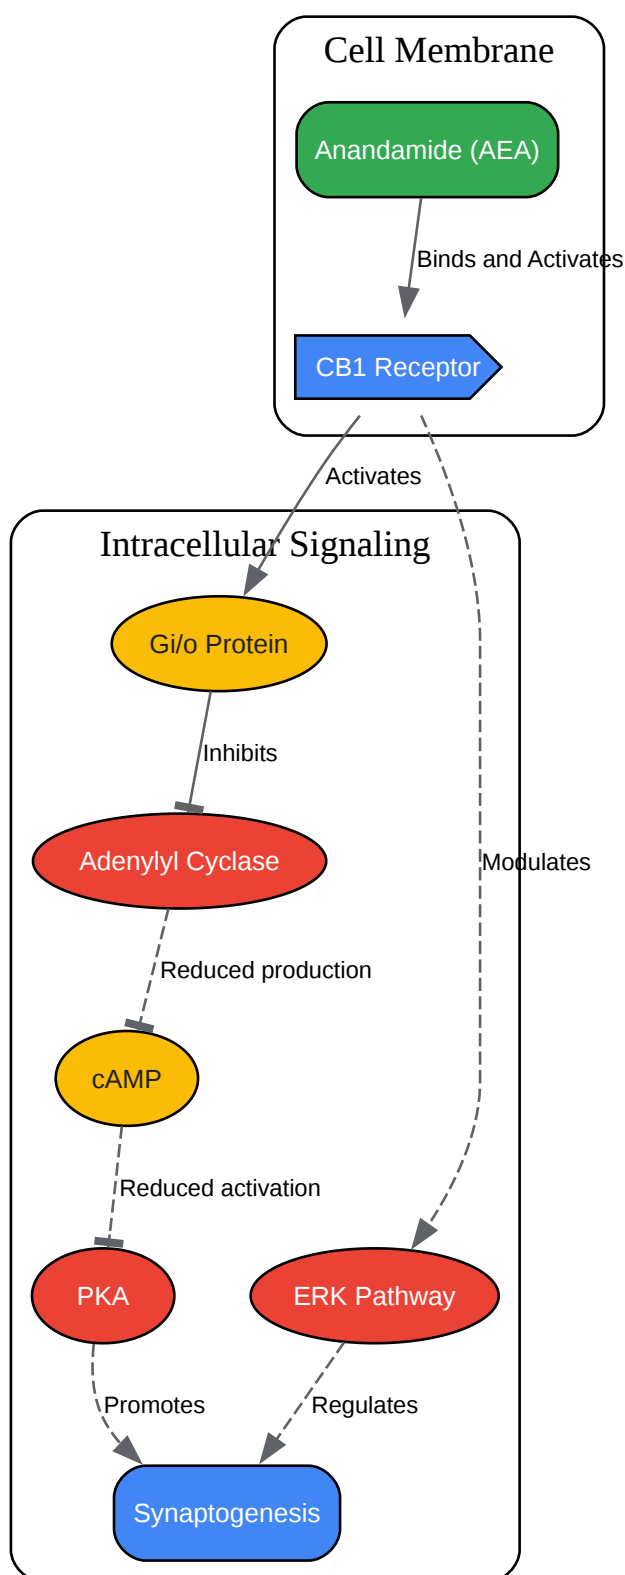 Cell Membrane
Anandamide (AEA)
Binds and Activates
CB1 Receptor
Activates
Intracellular Signaling
Gi/o Protein
Inhibits
Adenylyl Cyclase
Modulates
Reduced production
cAMP
Reduced activation
PKA
ERK Pathway
Promotes
Regulates
Synaptogenesis